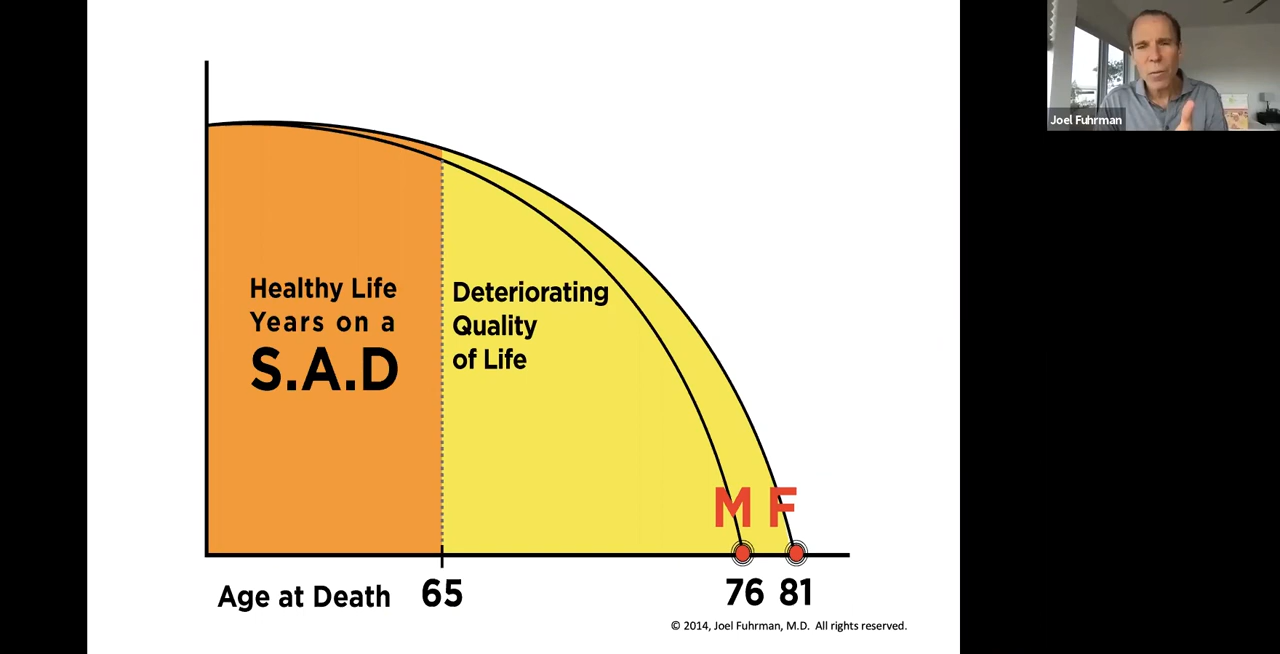 Joel Fuhrman
Healthy Life
Years on a
S.A.D
Deteriorating
Quality
of Life
M F
Age at Death 65 76 81
© 2014, Joel Fuhrman, M.D. All rights reserved.